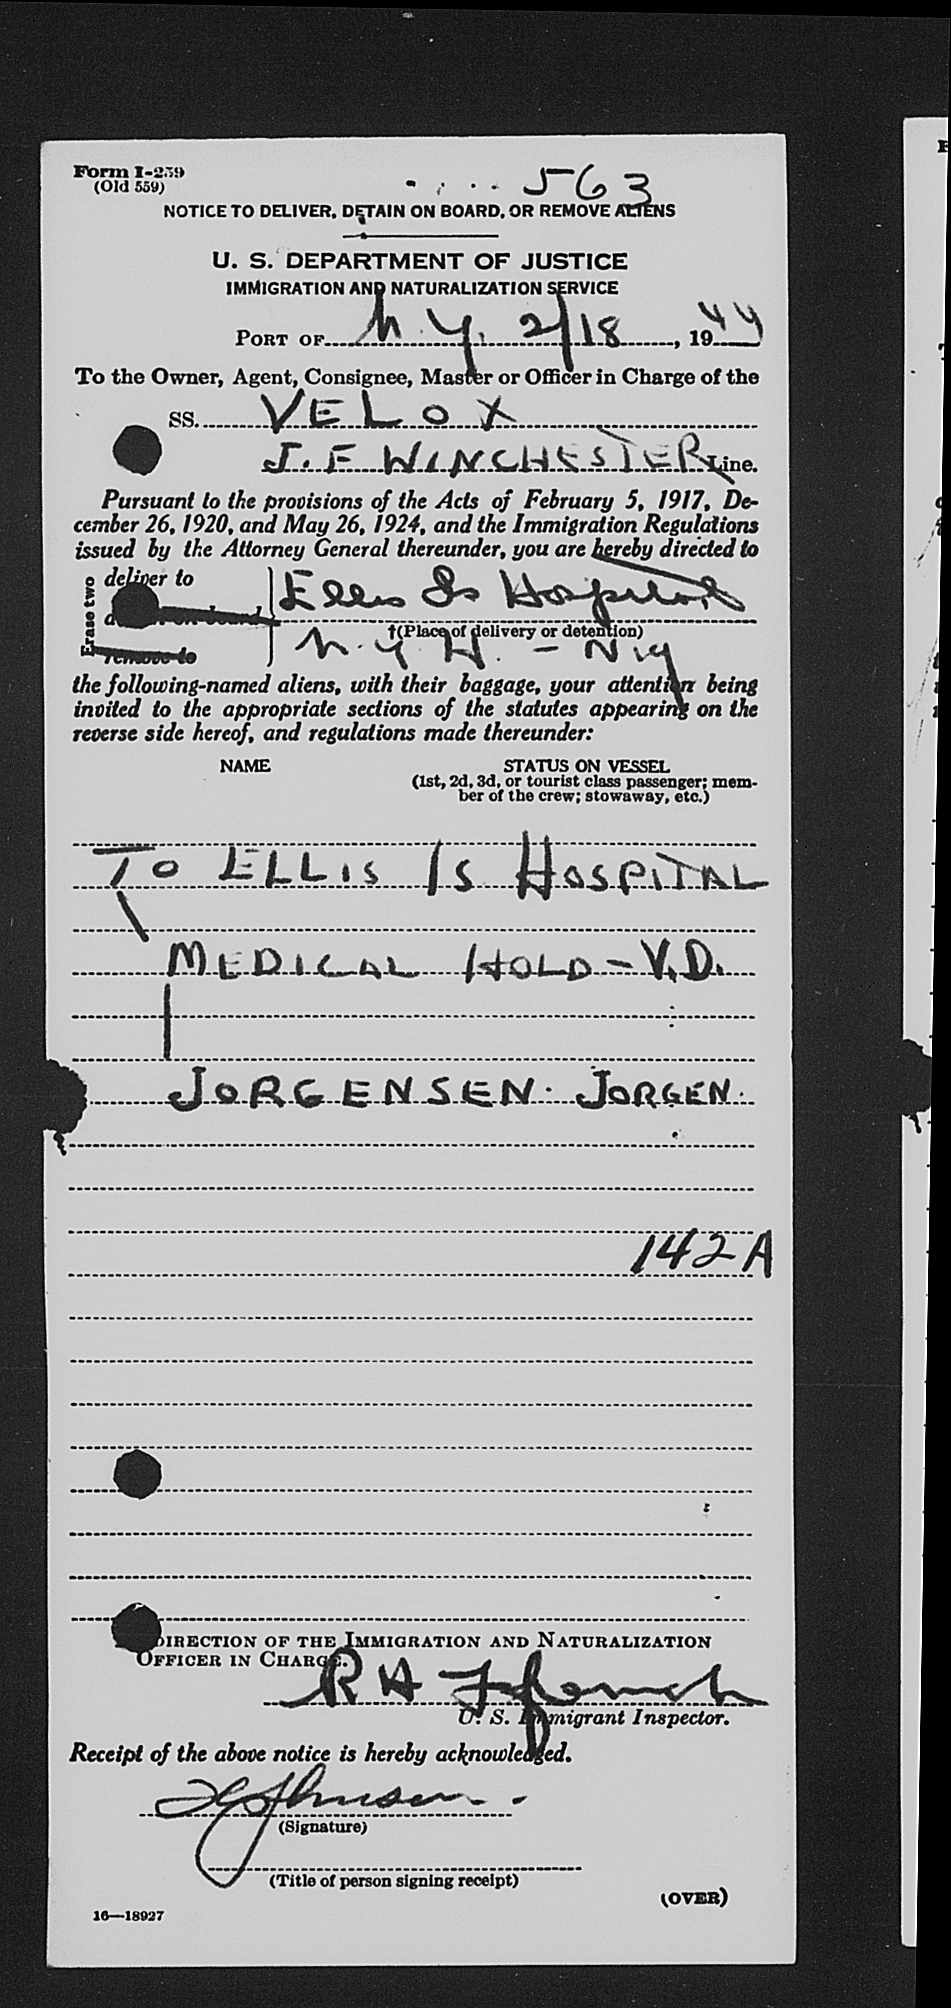 Form I-259
(Old 559)
563
NOTICE TO DELIVER, DETAIN ON BOARD, OR REMOVE ALIENS
U. S. DEPARTMENT OF JUSTICE
IMMIGRATION AND NATURALIZATION SERVICE
PORT OF N.Y. 2/18, 1944
To the Owner, Agent, Consignee, Master or Officer in Charge of the
SS. VELOX
J. F WINCHESTER Line.
Pursuant to the provisions of the Acts of February 5, 1917, De-
cember 26, 1920, and May 26, 1924, and the Immigration Regulations
issued by the Attorney General thereunder, you are hereby directed to
Erase two
deliver to
Ellis Is Hospital
†(Place of delivery or detention)
remove to
N.Y.H. - N.Y
the following-named aliens, with their baggage, your attention being
invited to the appropriate sections of the statutes appearing on the
reverse side hereof, and regulations made thereunder:
NAME
STATUS ON VESSEL
(1st, 2d, 3d, or tourist class passenger; mem-
ber of the crew; stowaway, etc.)
TO ELLIS IS HOSPITAL
MEDICAL HOLD - V.D.
JORGENSEN. JORGEN.
142A
DIRECTION OF THE IMMIGRATION AND NATURALIZATION
OFFICER IN CHARGE.
R H
U. S. Immigrant Inspector.
Receipt of the above notice is hereby acknowledged.
Johnson
(Signature)
(Title of person signing receipt)
(OVER)
16—18927